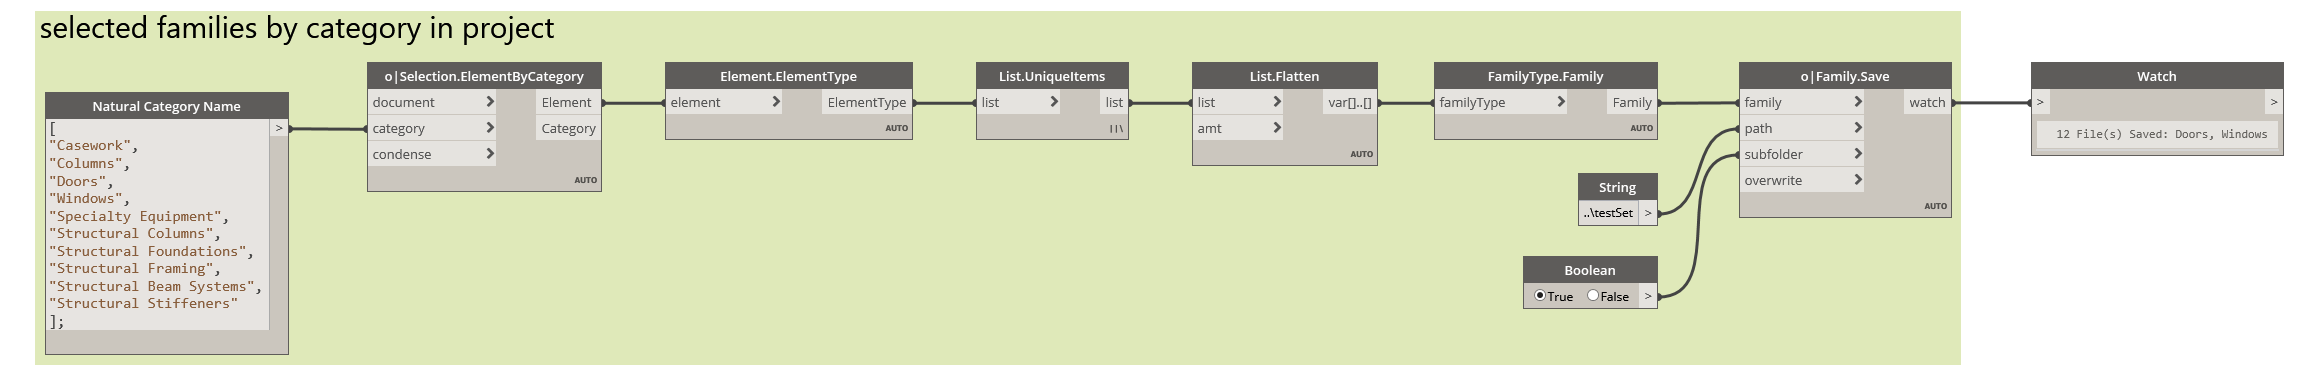 selected families by category in project
Natural Category Name
[
"Casework",
"Columns",
"Doors",
"Windows",
"Specialty Equipment",
"Structural Columns",
"Structural Foundations",
"Structural Framing",
"Structural Beam Systems",
"Structural Stiffeners"
];
>
o|Selection.ElementByCategory
document > Element
category > Category
condense >
AUTO
Element.ElementType
element > ElementType
AUTO
List.UniqueItems
list > list
||\
List.Flatten
list > var[]..[]
amt >
AUTO
FamilyType.Family
familyType > Family
AUTO
String
..\testSet >
Boolean
True False >
o|Family.Save
family > watch
path >
subfolder >
overwrite >
AUTO
Watch
> >
12 File(s) Saved: Doors, Windows